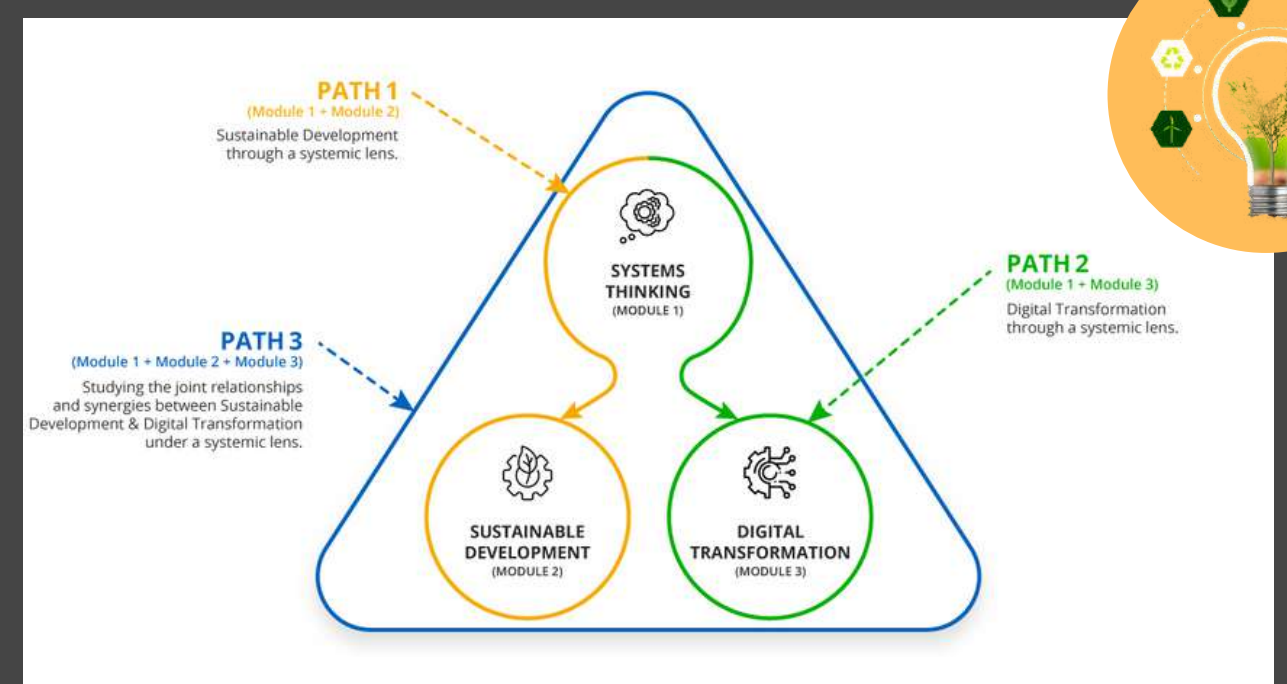 PATH 1
(Module 1 + Module 2)
Sustainable Development
through a systemic lens.
SYSTEMS
THINKING
(MODULE 1)
PATH 2
(Module 1 + Module 3)
Digital Transformation
through a systemic lens.
PATH 3
(Module 1 + Module 2 + Module 3)
Studying the joint relationships
and synergies between Sustainable
Development & Digital Transformation
under a systemic lens.
SUSTAINABLE
DEVELOPMENT
(MODULE 2)
DIGITAL
TRANSFORMATION
(MODULE 3)